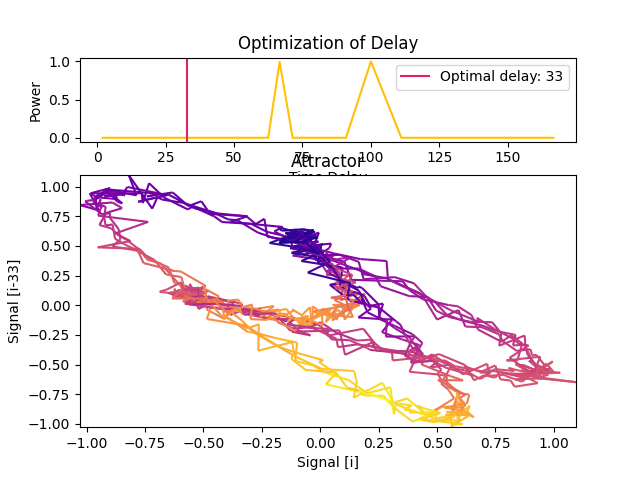 Optimization of Delay
Power
1.0
0.5
0.0
Optimal delay: 33
0 25 50 75 100 125 150
Time Delay
Attractor
Signal [i-33]
1.00
0.75
0.50
0.25
0.00
−0.25
−0.50
−0.75
−1.00
−1.00 −0.75 −0.50 −0.25 0.00 0.25 0.50 0.75 1.00
Signal [i]